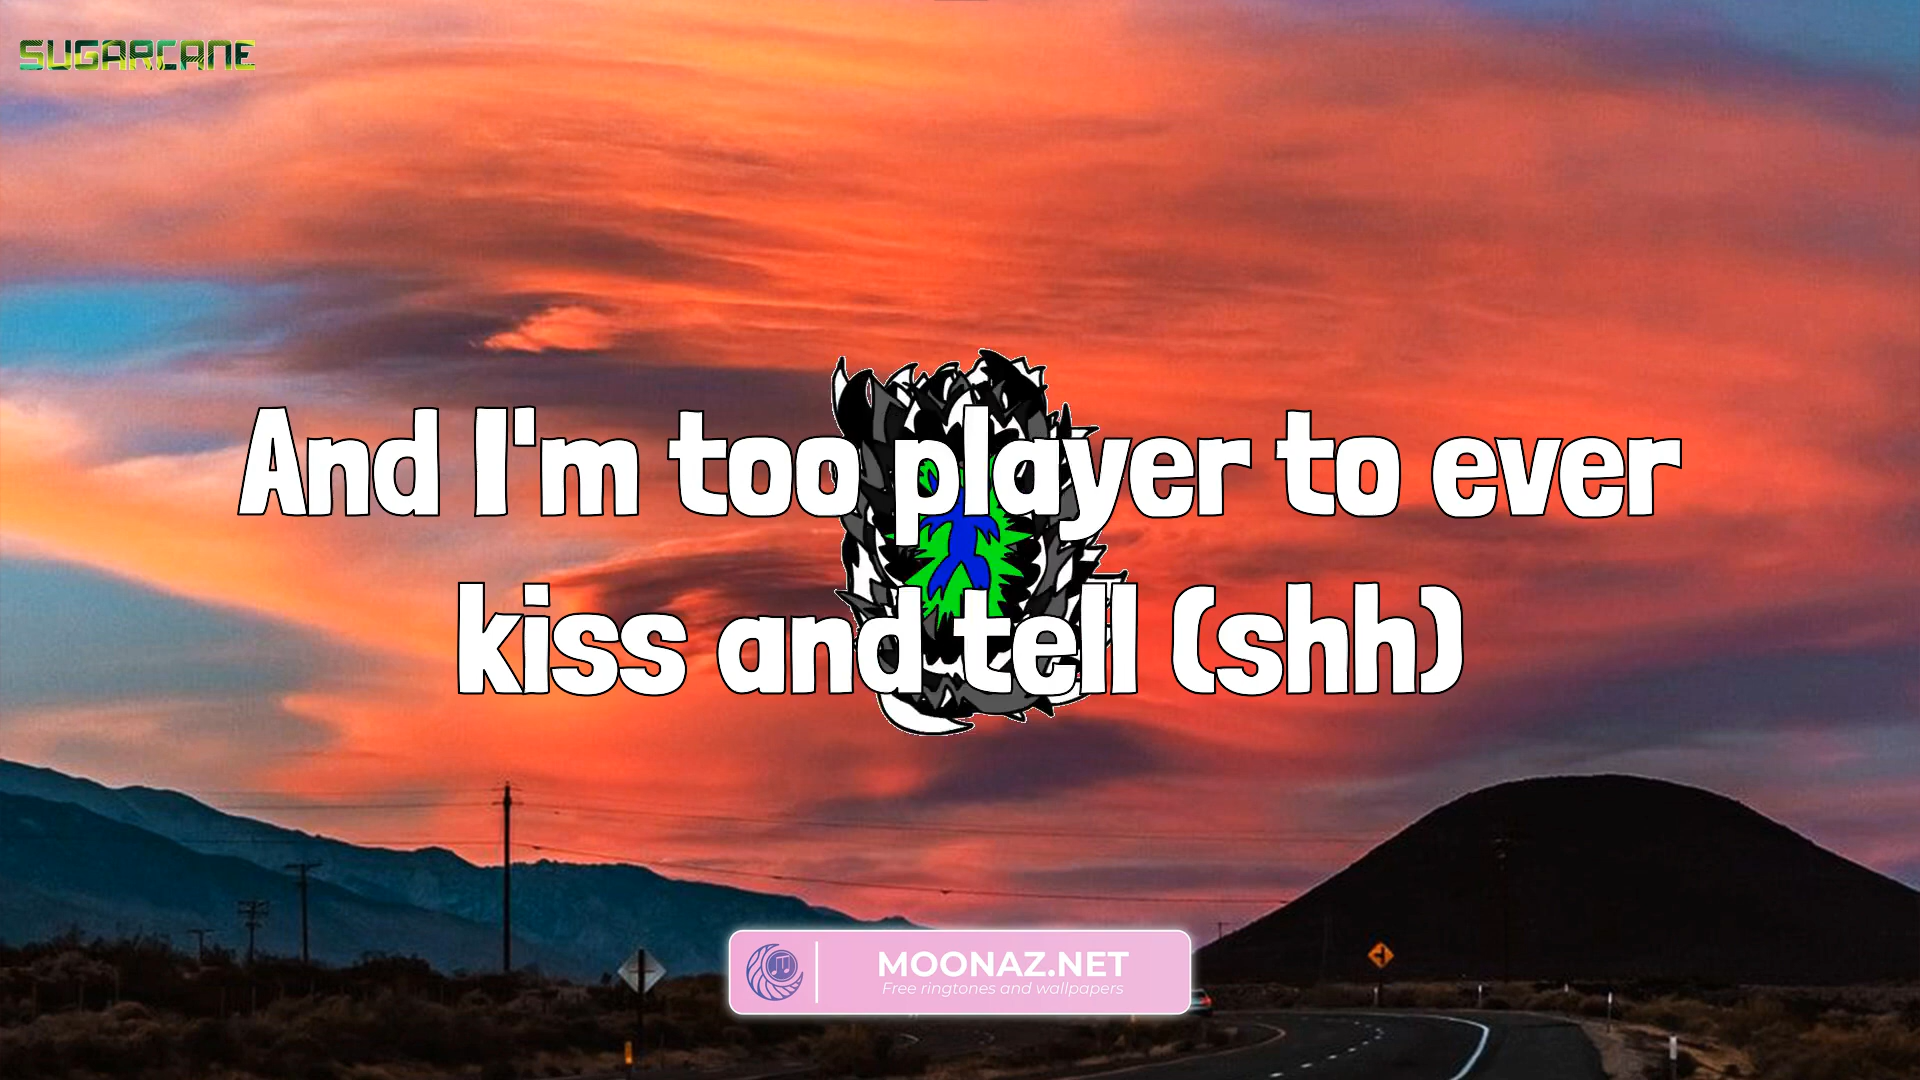 SUGARCANE
And I'm too player to ever
kiss and tell (shh)
MOONAZ.NET
Free ringtones and wallpapers